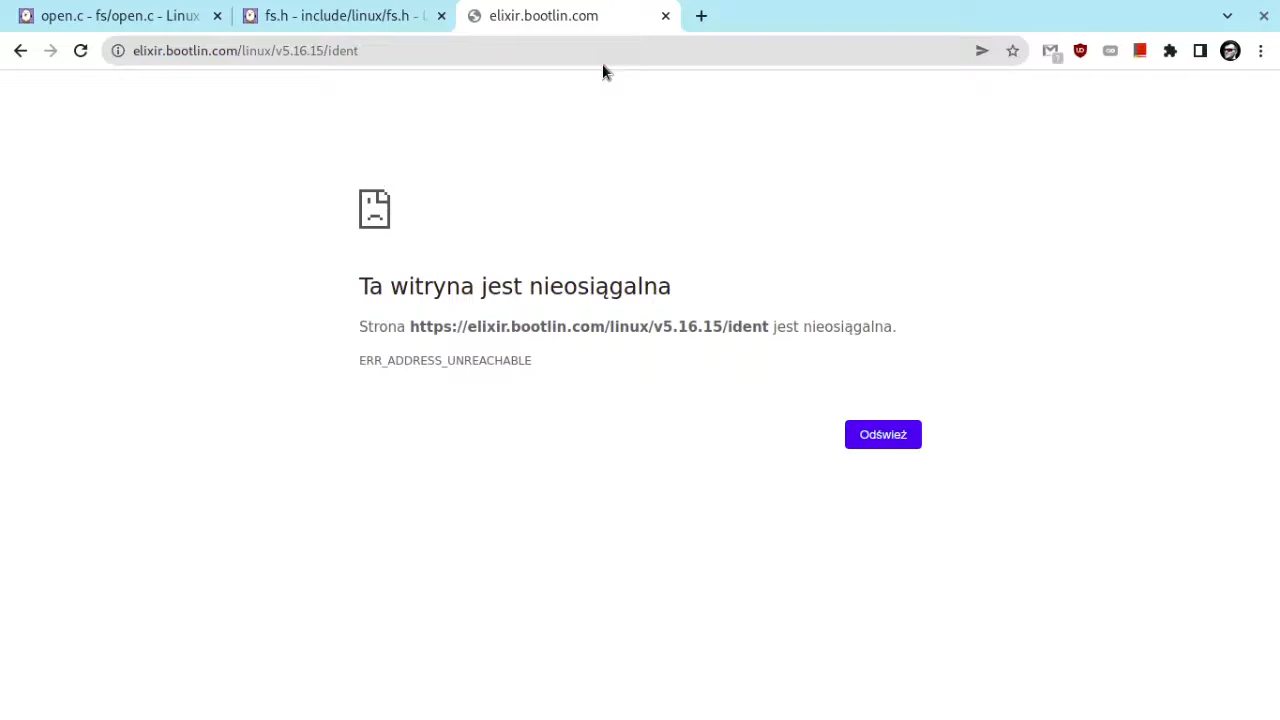 open.c - fs/open.c - Linux
fs.h - include/linux/fs.h - L
elixir.bootlin.com
elixir.bootlin.com/linux/v5.16.15/ident
Ta witryna jest nieosiągalna
Strona https://elixir.bootlin.com/linux/v5.16.15/ident jest nieosiągalna.
ERR_ADDRESS_UNREACHABLE
Odśwież